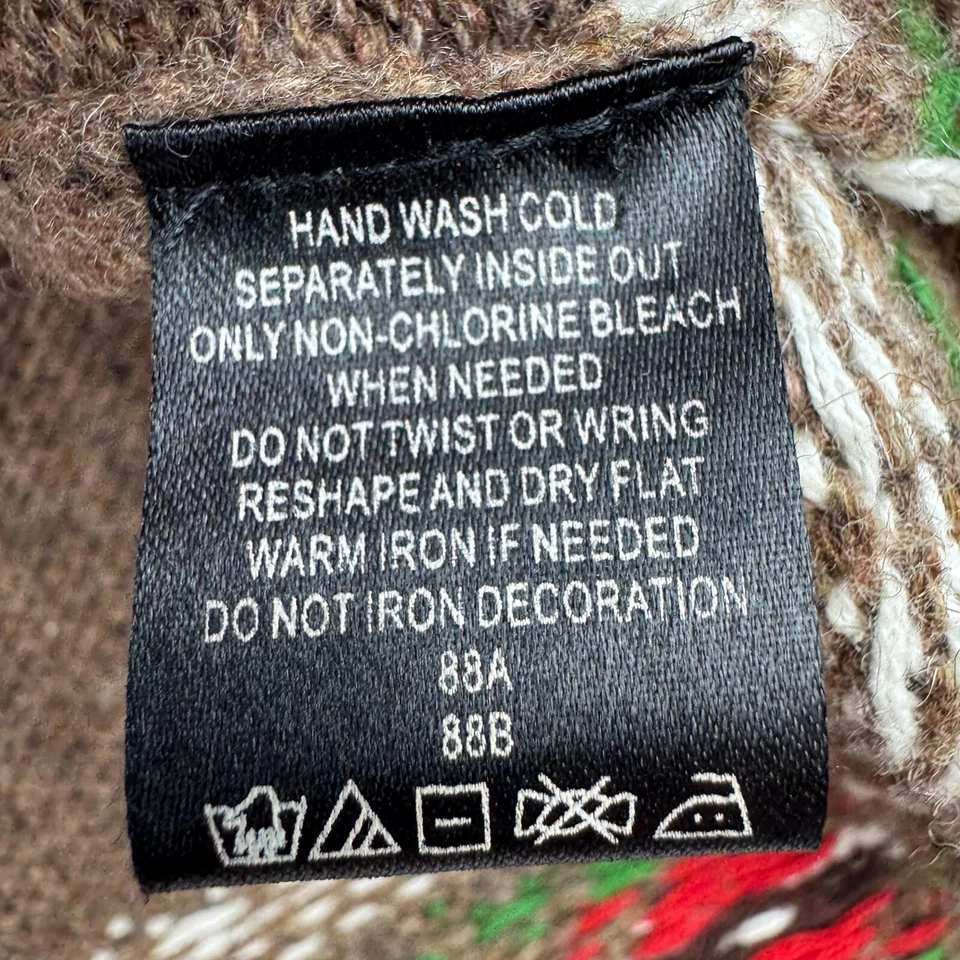 HAND WASH COLD
SEPARATELY INSIDE OUT
ONLY NON-CHLORINE BLEACH
WHEN NEEDED
DO NOT TWIST OR WRING
RESHAPE AND DRY FLAT
WARM IRON IF NEEDED
DO NOT IRON DECORATION
88A
88B